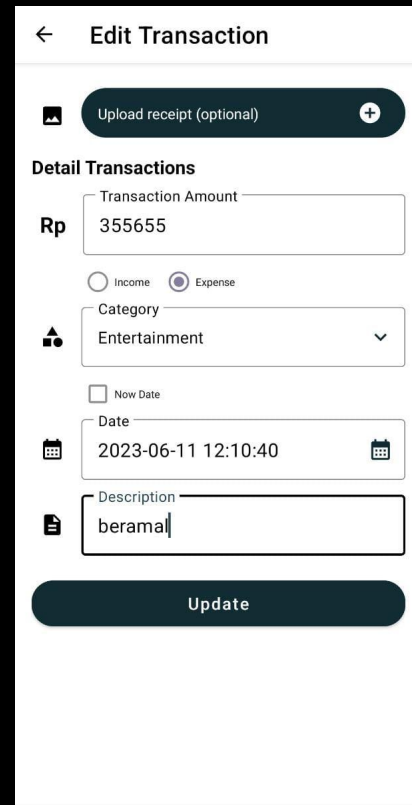 Edit Transaction
Upload receipt (optional)
Detail Transactions
Transaction Amount
Rp 355655
Income Expense
Category
Entertainment
Now Date
Date
2023-06-11 12:10:40
Description
beramal
Update